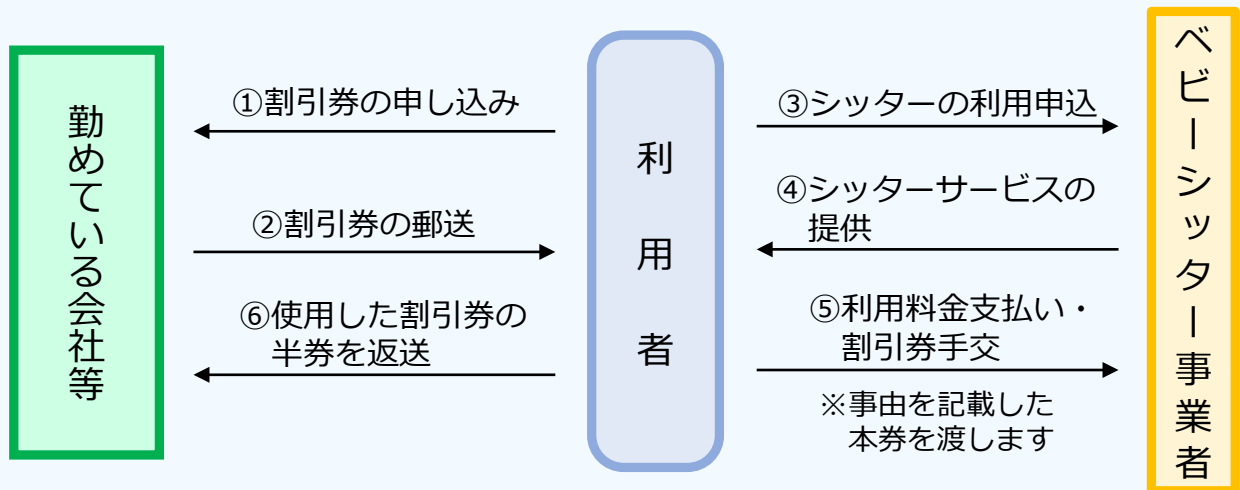 勤めている会社等
①割引券の申し込み
②割引券の郵送
⑥使用した割引券の
半券を返送
利用者
③シッターの利用申込
④シッターサービスの
提供
⑤利用料金支払い・
割引券手交
※事由を記載した
本券を渡します
ベビーシッター事業者